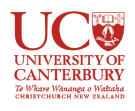 UC
UNIVERSITY OF
CANTERBURY
Te Whare Wānanga o Waitaha
CHRISTCHURCH NEW ZEALAND